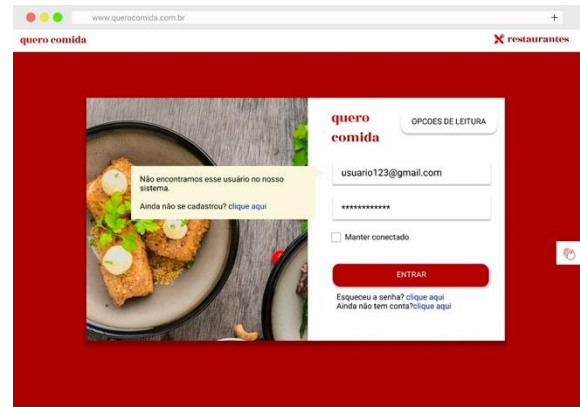 www.querocomida.com.br
quero comida
restaurantes
quero
comida
OPCOES DE LEITURA
Não encontramos esse usuário no nosso
sistema.
Ainda não se cadastrou? clique aqui
usuario123@gmail.com
************
Manter conectado
ENTRAR
Esqueceu a senha? clique aqui
Ainda não tem conta?clique aqui